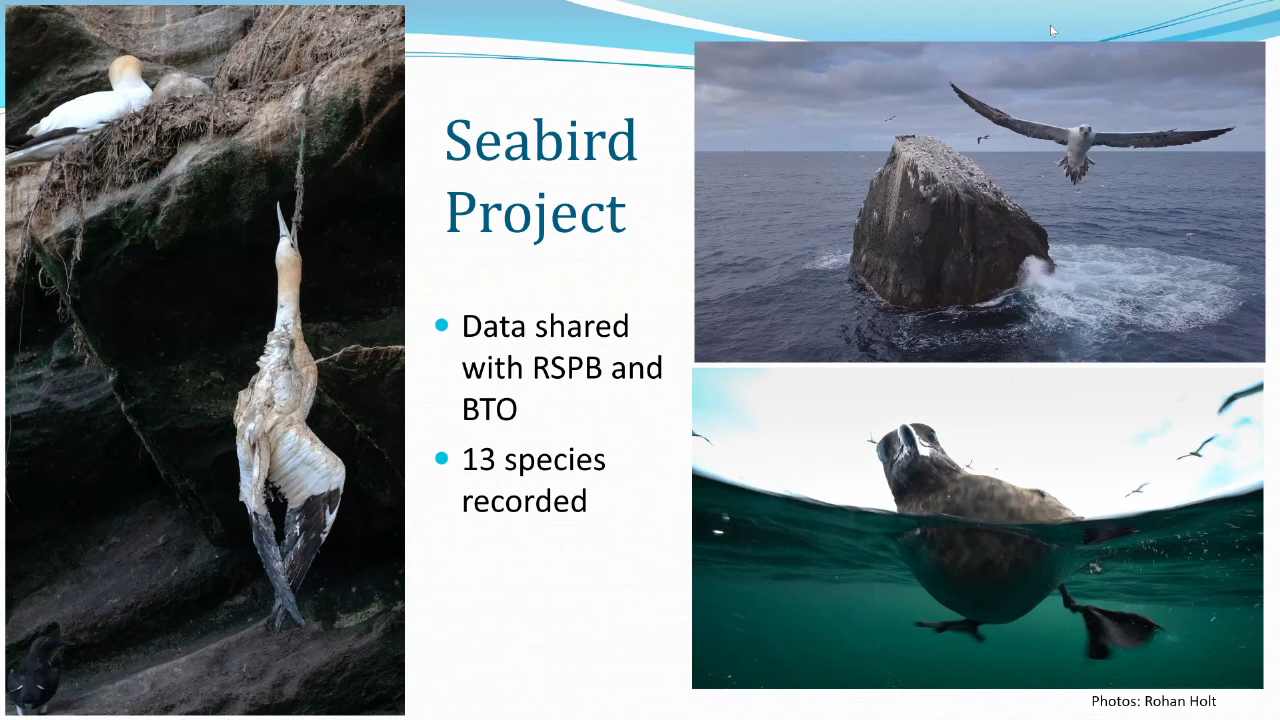 Seabird
Project
Data shared
with RSPB and
BTO
13 species
recorded
Photos: Rohan Holt